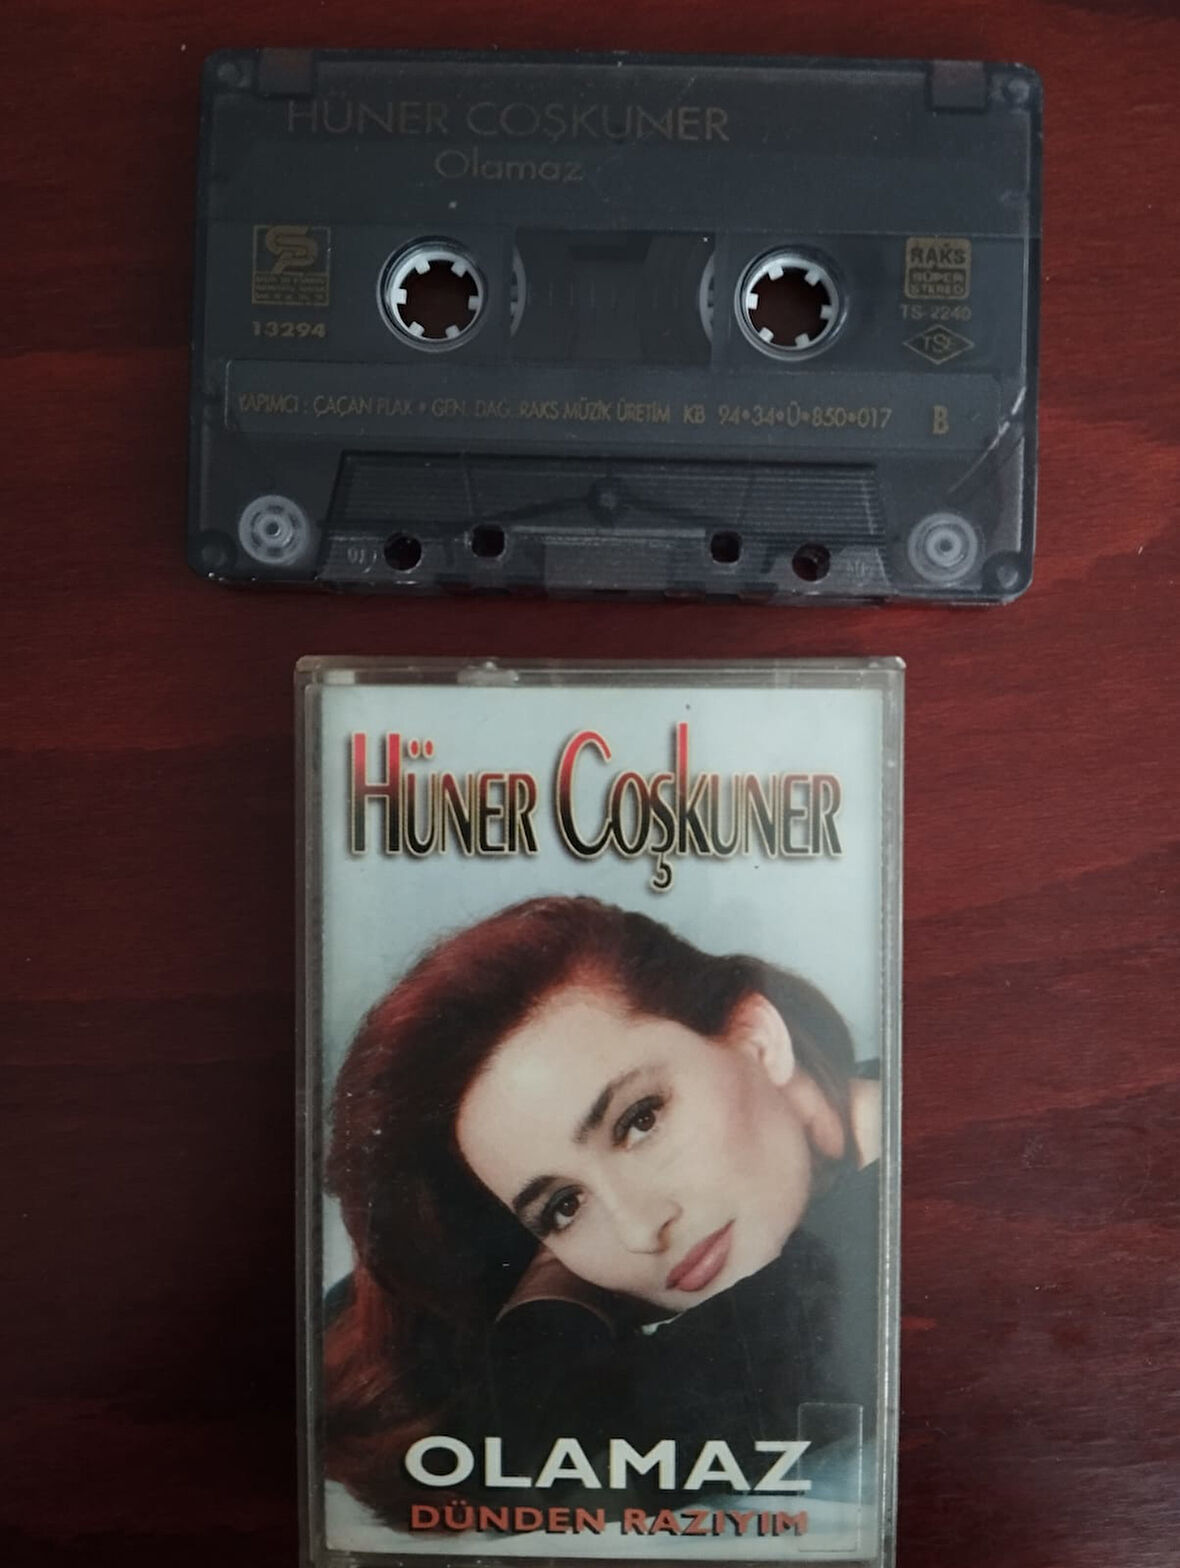 HÜNER COŞKUNER
Olamaz
13294
RAKS
STEREO
TS 2240
TSE
YAPIMCI : ÇAÇAN PLAK • GEN. DAĞ. RAKS MÜZİK ÜRETİM KB 94•34•Ü•850•017 B
HÜNER COŞKUNER
OLAMAZ
DÜNDEN RAZIYIM